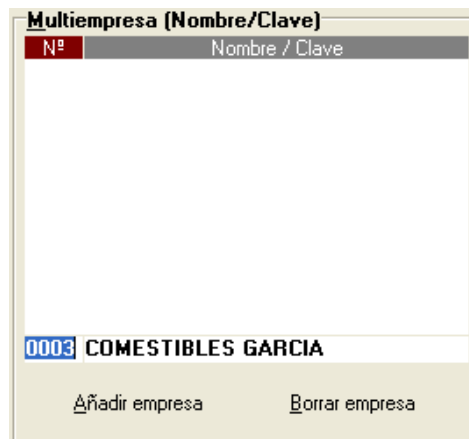 Multiempresa (Nombre/Clave)
Nº Nombre / Clave
0003 COMESTIBLES GARCIA
Añadir empresa Borrar empresa